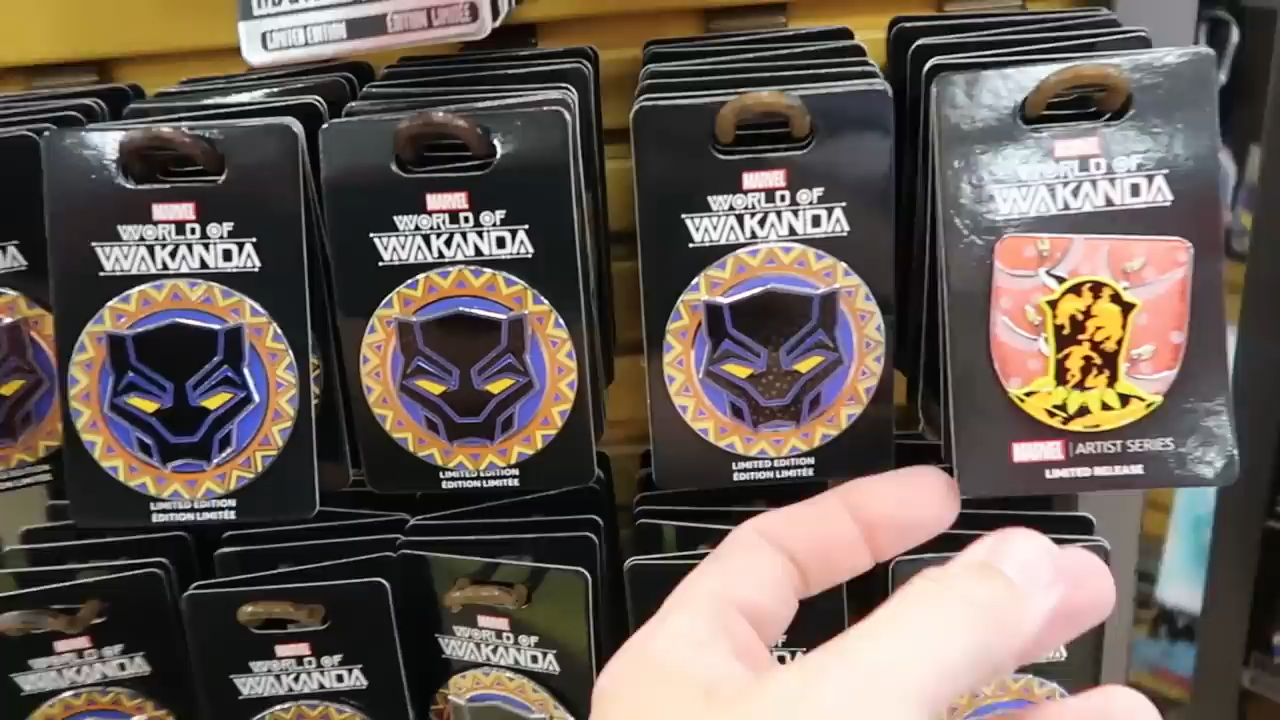 LIMITED EDITION ÉDITION LIMITÉE
MARVEL
WORLD OF
WAKANDA
LIMITED EDITION
ÉDITION LIMITÉE
MARVEL
WORLD OF
WAKANDA
LIMITED EDITION
ÉDITION LIMITÉE
MARVEL
WORLD OF
WAKANDA
LIMITED EDITION
ÉDITION LIMITÉE
MARVEL
WORLD OF
WAKANDA
MARVEL | ARTIST SERIES
LIMITED RELEASE
MARVEL
WORLD OF
WAKANDA
MARVEL
WORLD OF
WAKANDA
MARVEL
WORLD OF
WAKANDA